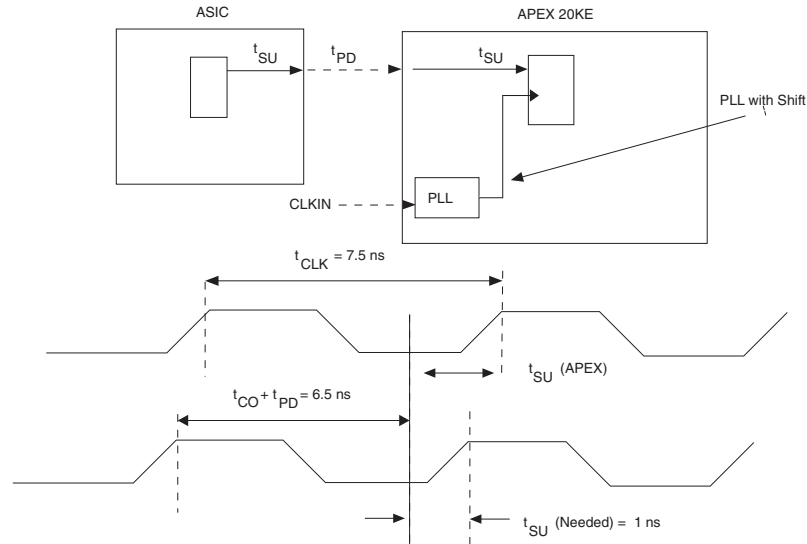 ASIC
APEX 20KE
tSU
tPD
tSU
PLL with Shift
PLL
CLKIN
tCLK = 7.5 ns
tSU (APEX)
tCO + tPD = 6.5 ns
tSU (Needed) = 1 ns